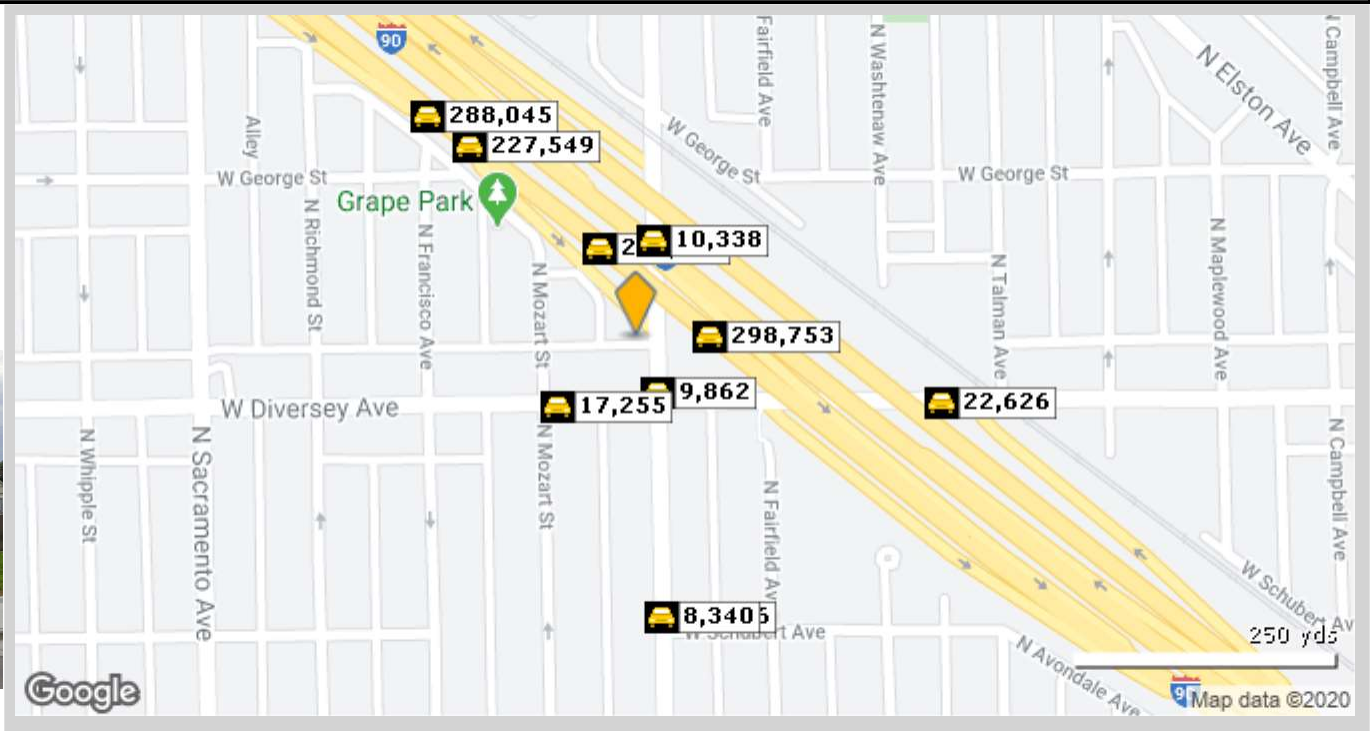 90
288,045
227,549
W George St
Grape Park
Alley
N Richmond St
N Francisco Ave
N Mozart St
Fairfield Ave
N Washtenaw Ave
W George St
W George St
N Elston Ave
N Campbell Ave
10,338
298,753
N Talman Ave
N Maplewood Ave
9,862
17,255
22,626
W Diversey Ave
N Whipple St
N Sacramento Ave
N Mozart St
N Fairfield Ave
N Campbell Ave
8,340
W Schubert Ave
W Schubert Av
N Avondale Ave
250 yds
Google
Map data ©2020